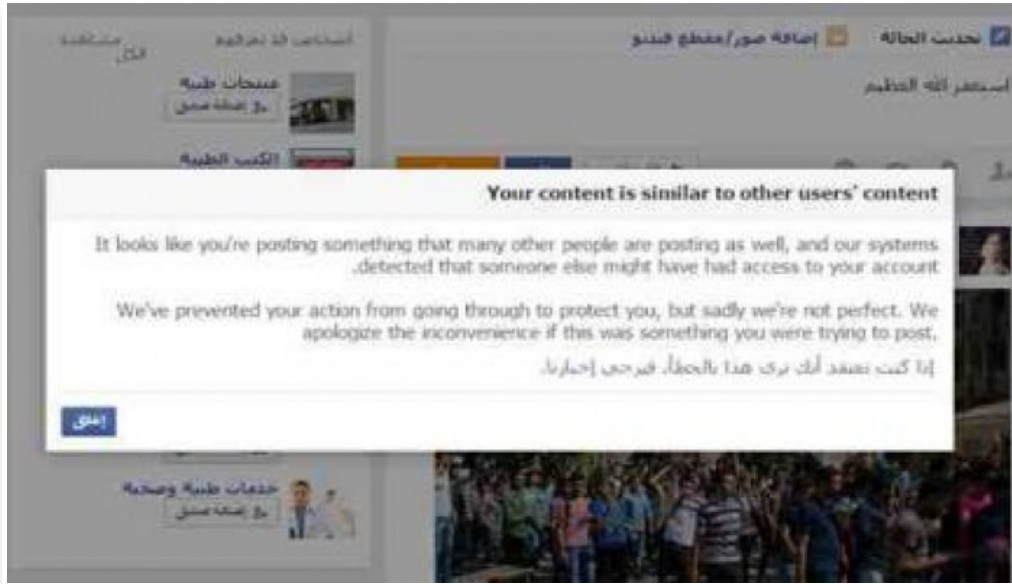 تحديث الحالة
إضافة صور/مقطع فيديو
استغفر الله العظيم
أشخاص قد تعرفهم
مشاهدة الكل
منتجات طبية
إضافة صديق
الكتب الطبية
Your content is similar to other users' content
It looks like you're posting something that many other people are posting as well, and our systems
.detected that someone else might have had access to your account
We've prevented your action from going through to protect you, but sadly we're not perfect. We
apologize the inconvenience if this was something you were trying to post.
إذا كنت تعتقد أنك ترى هذا بالخطأ، فيرجى إخبارنا.
إغلاق
خدمات طبية وصحية
إضافة صديق